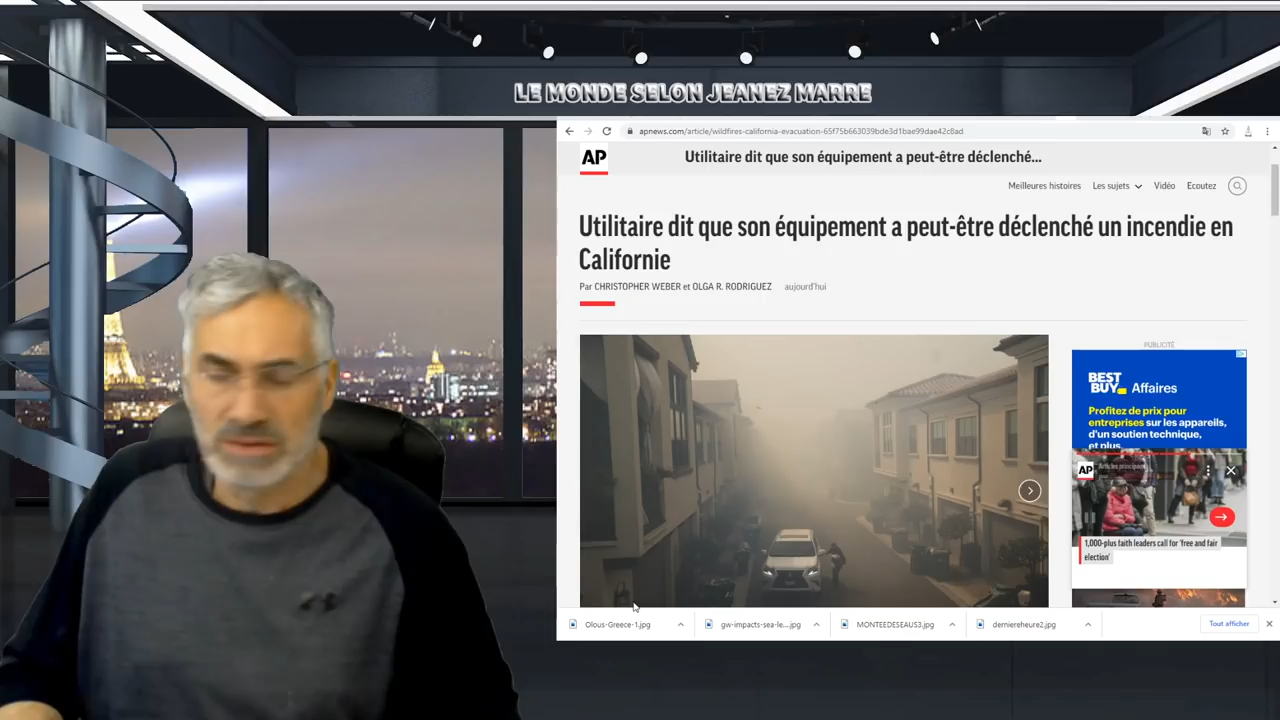 LE MONDE SELON JEANEZ MARRE
apnews.com/article/wildfires-california-evacuation-65f75b663039bde3d1bae99dae42c8ad
AP
Utilitaire dit que son équipement a peut-être déclenché...
Meilleures histoires Les sujets Vidéo Ecoutez
Utilitaire dit que son équipement a peut-être déclenché un incendie en
Californie
Par CHRISTOPHER WEBER et OLGA R. RODRIGUEZ aujourd'hui
PUBLICITÉ
BEST
BUY Affaires
Profitez de prix pour
entreprises sur les appareils,
d'un soutien technique,
et plus.
AP Articles principaux
1,000-plus faith leaders call for 'free and fair
election'
Olous-Greece-1.jpg gw-impacts-sea-le....jpg MONTEEDESEAUS3.jpg derniereheure2.jpg Tout afficher